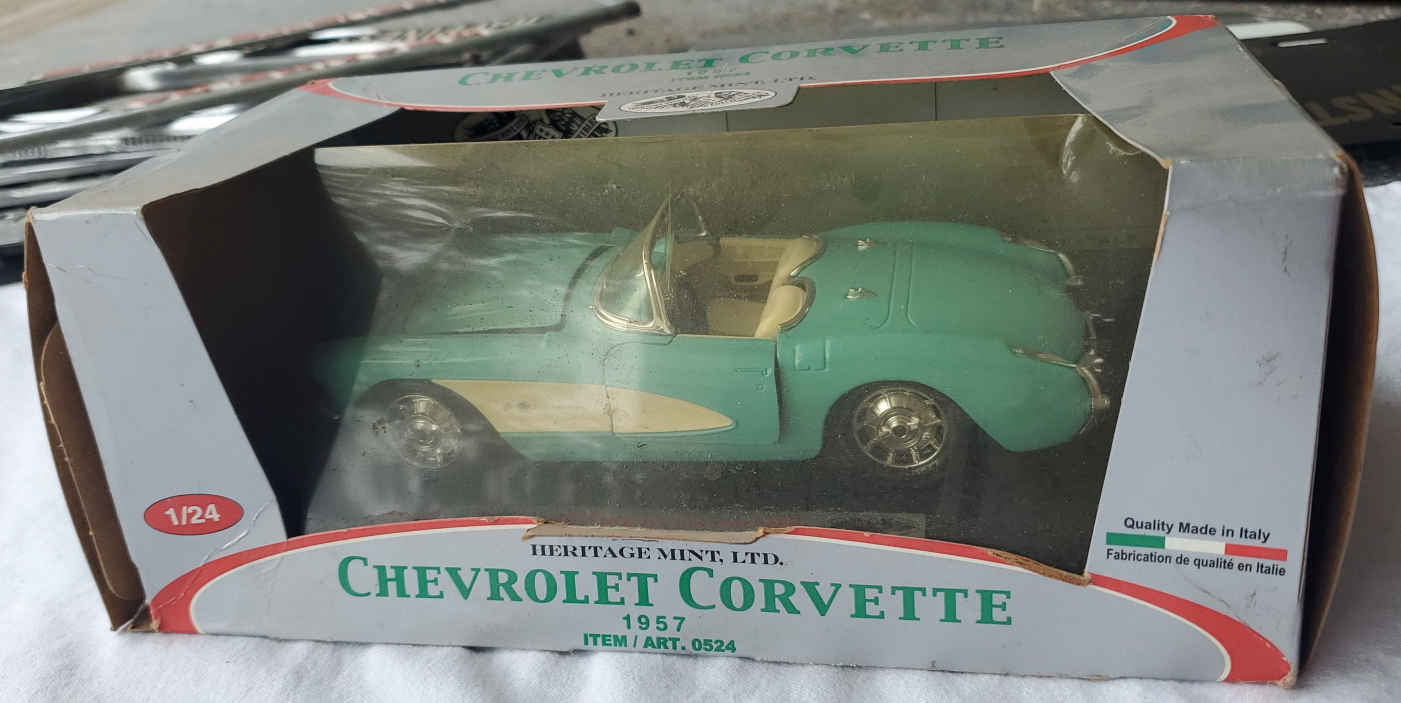 CHEVROLET CORVETTE
1957
HERITAGE MINT, LTD.
1/24
Quality Made in Italy
Fabrication de qualité en Italie
HERITAGE MINT, LTD.
CHEVROLET CORVETTE
1957
ITEM / ART. 0524